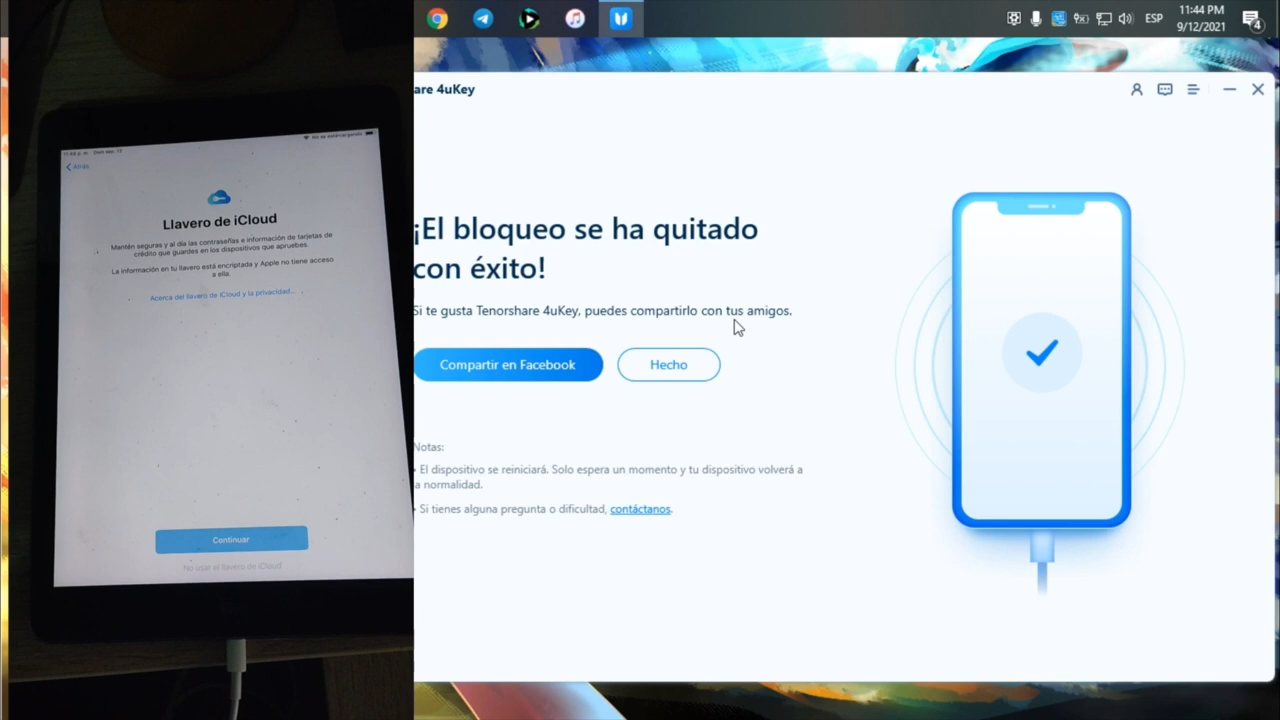 ESP
11:44 PM
9/12/2021
4
are 4uKey
¡El bloqueo se ha quitado
con éxito!
Si te gusta Tenorshare 4uKey, puedes compartirlo con tus amigos.
Compartir en Facebook
Hecho
Notas:
• El dispositivo se reiniciará. Solo espera un momento y tu dispositivo volverá a
a normalidad.
• Si tienes alguna pregunta o dificultad, contáctanos.
Atrás
Llavero de iCloud
Mantén seguras y al día las contraseñas e información de tarjetas de
crédito que guardes en los dispositivos que apruebes.
La información en tu llavero está encriptada y Apple no tiene acceso
a ella.
Acerca del llavero de iCloud y la privacidad...
Continuar
No usar el llavero de iCloud